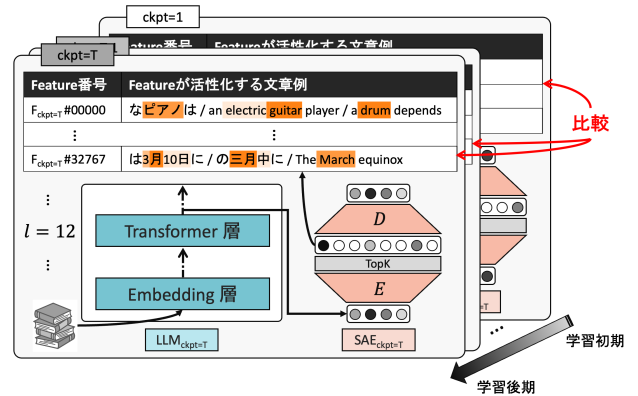 ckpt=1
ckpt=T
Feature番号 Featureが活性化する文章例
Feature番号 Featureが活性化する文章例
Fckpt=T#00000 なピアノは / an electric guitar player / a drum depends
⋮ ⋮
Fckpt=T#32767 は3月10日に / の三月中に / The March equinox
比較
⋮
l = 12
⋮
Transformer 層
Embedding 層
LLMckpt=T
D
TopK
E
SAEckpt=T
=T
…
学習初期
学習後期